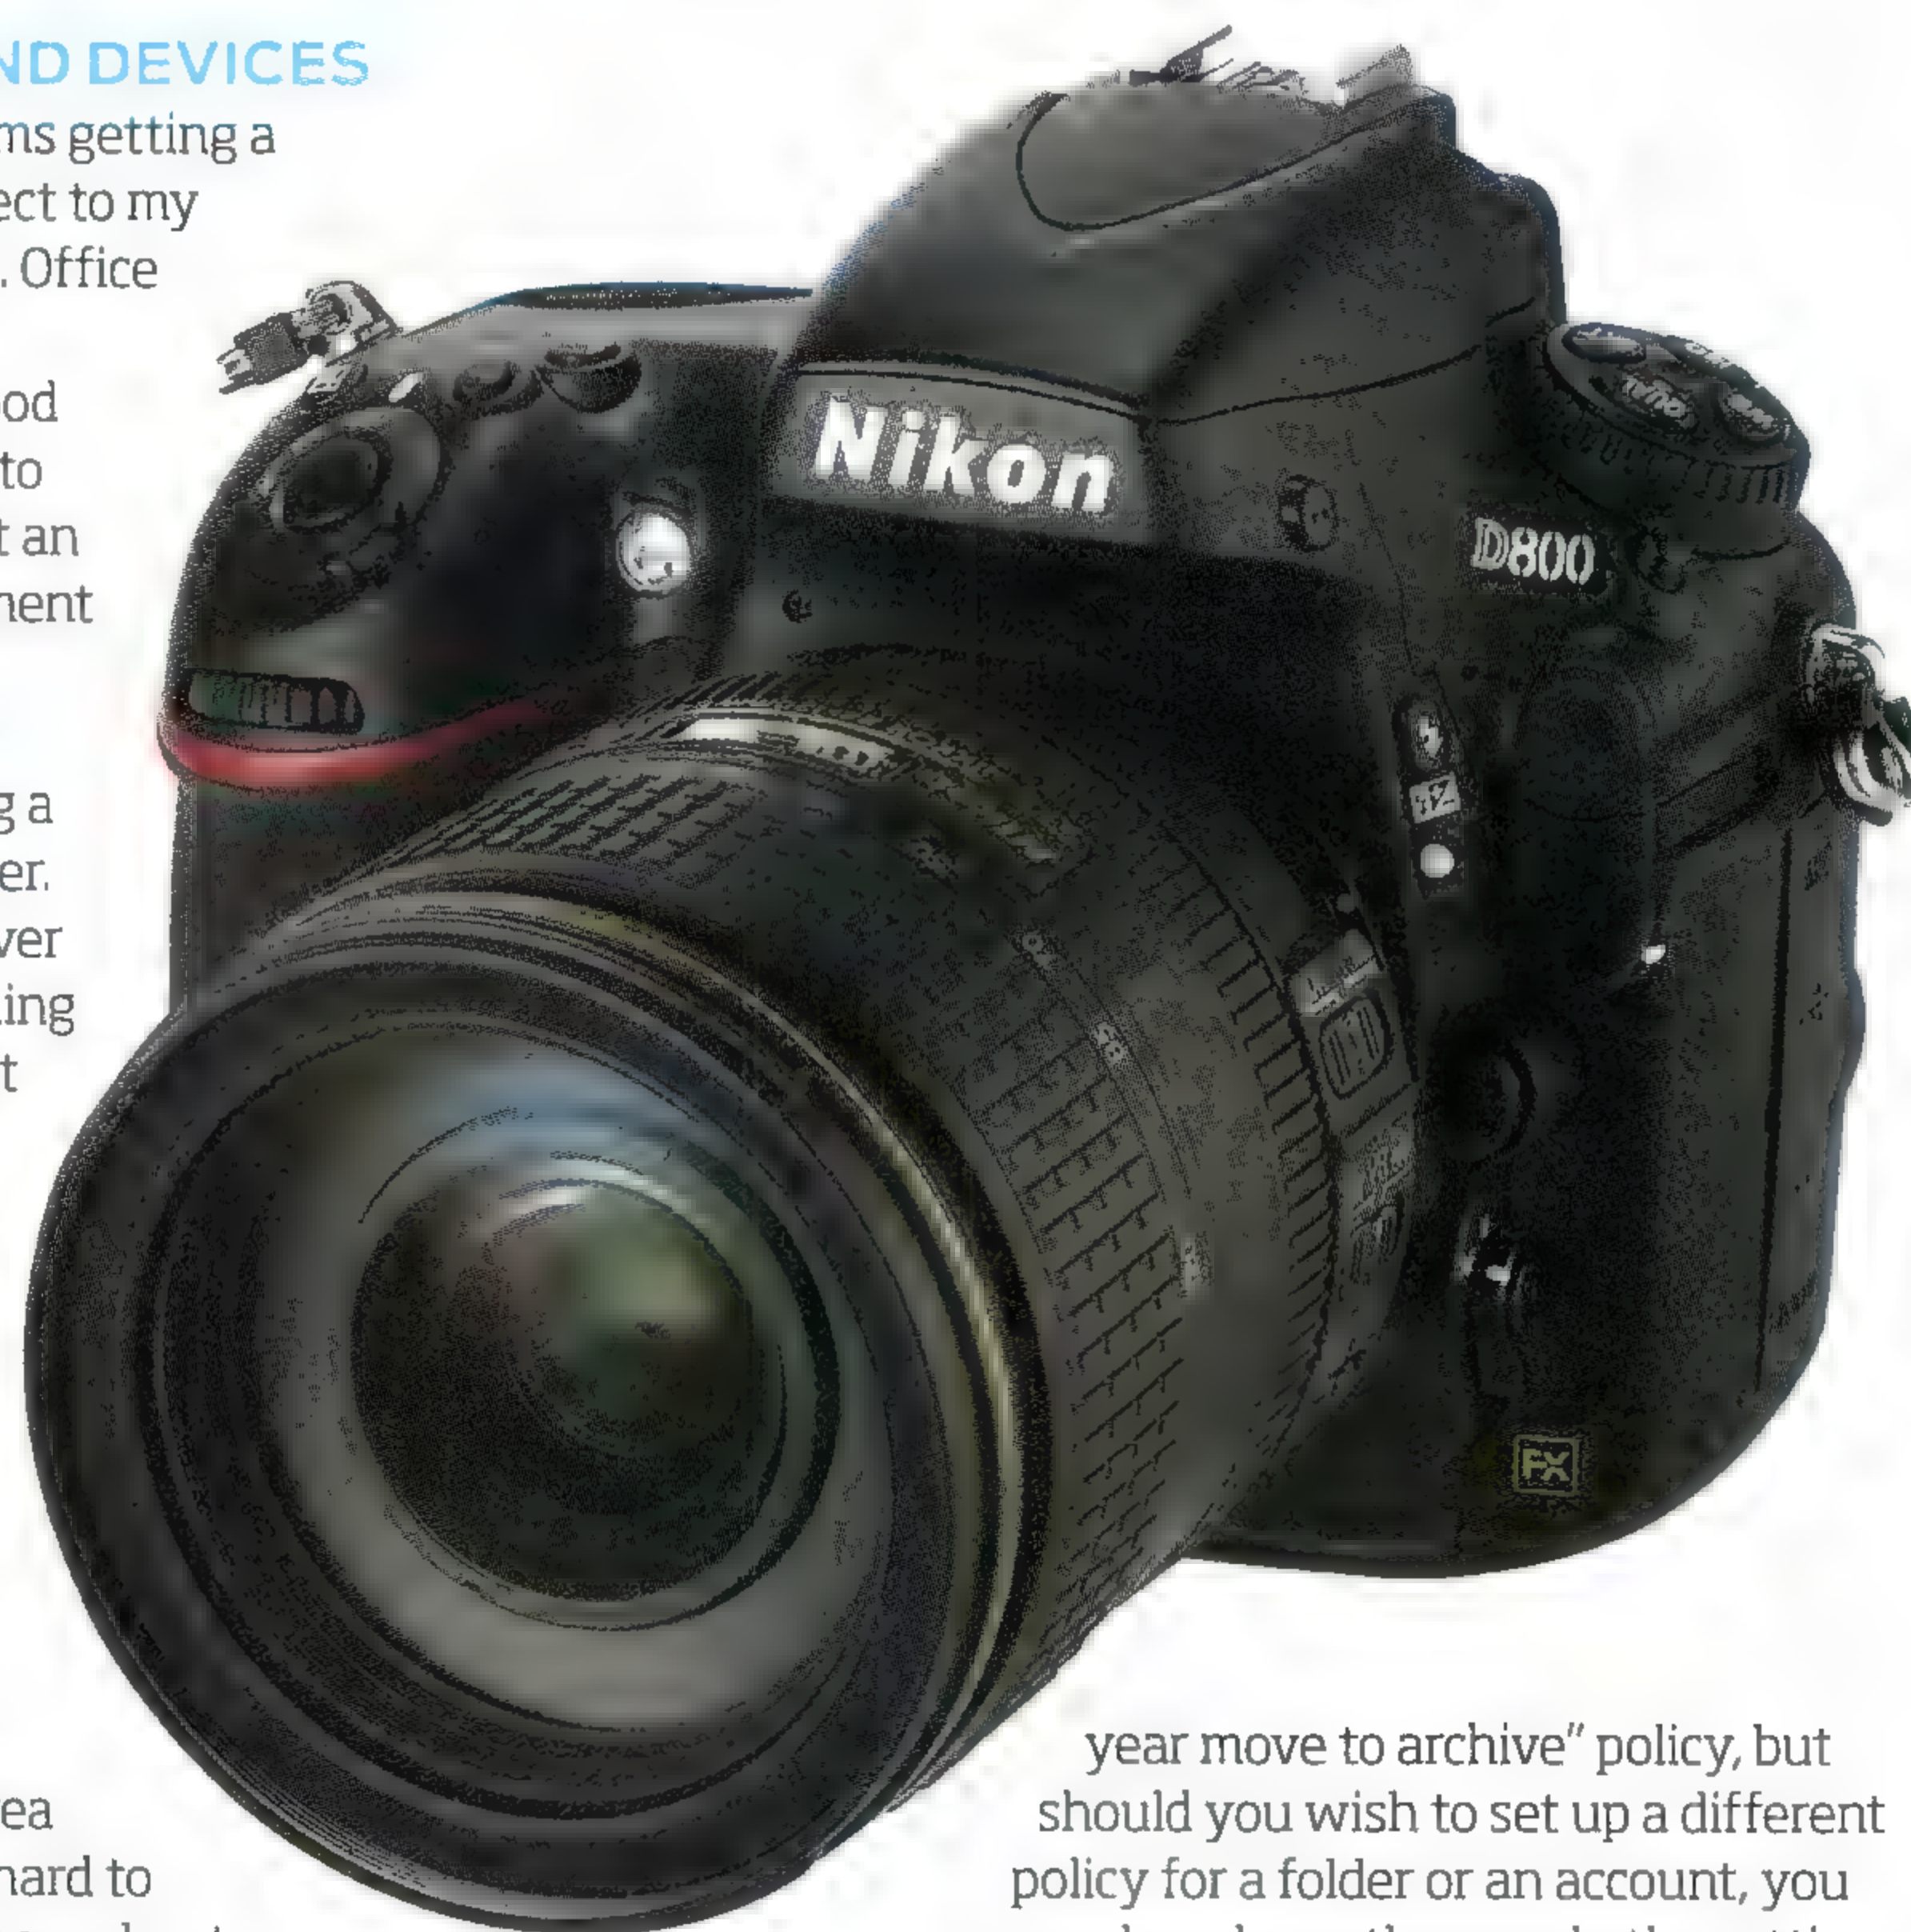 ND DEVICES
ms getting a
ect to my
. Office
od
to
t an
nent
g a
er.
ver
ing
t
ea
hard to
Nikon
D800
FX
year move to archive" policy, but
should you wish to set up a different
policy for a folder or an account, you